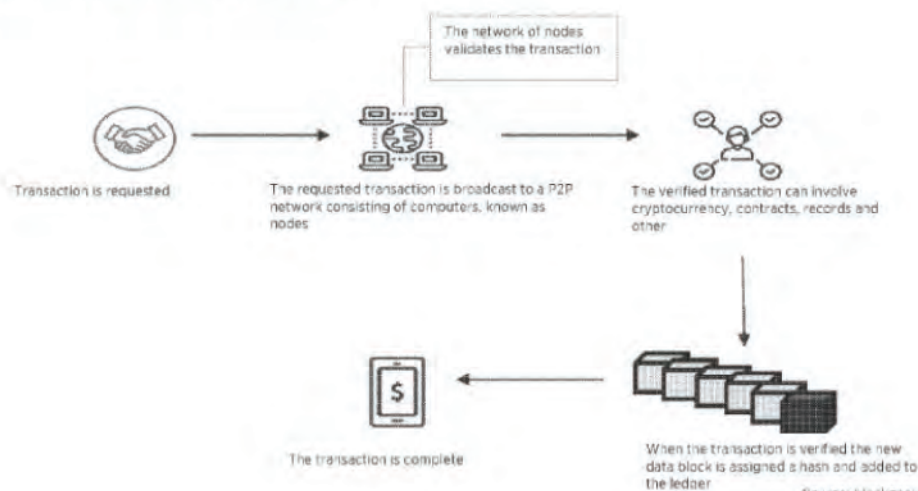 The network of nodes
validates the transaction
Transaction is requested
The requested transaction is broadcast to a P2P
network consisting of computers, known as
nodes
The verified transaction can involve
cryptocurrency, contracts, records and
other
$
The transaction is complete
When the transaction is verified the new
data block is assigned a hash and added to
the ledger